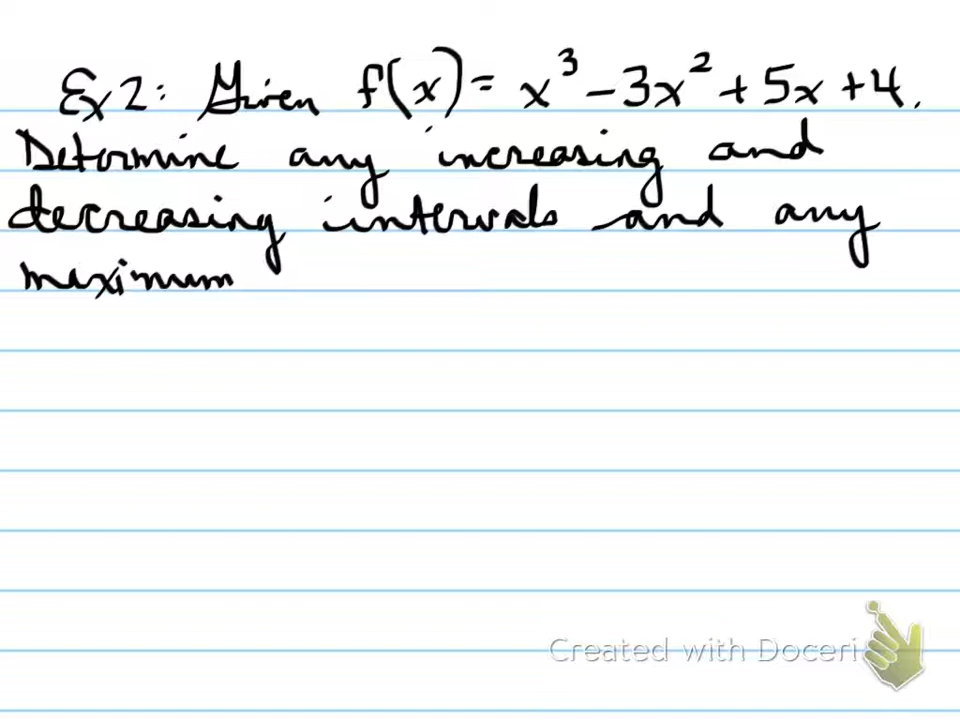 Ex 2: Given f(x) = x³ - 3x² + 5x + 4.
Determine any increasing and
decreasing intervals and any
maximum
Created with Doceri